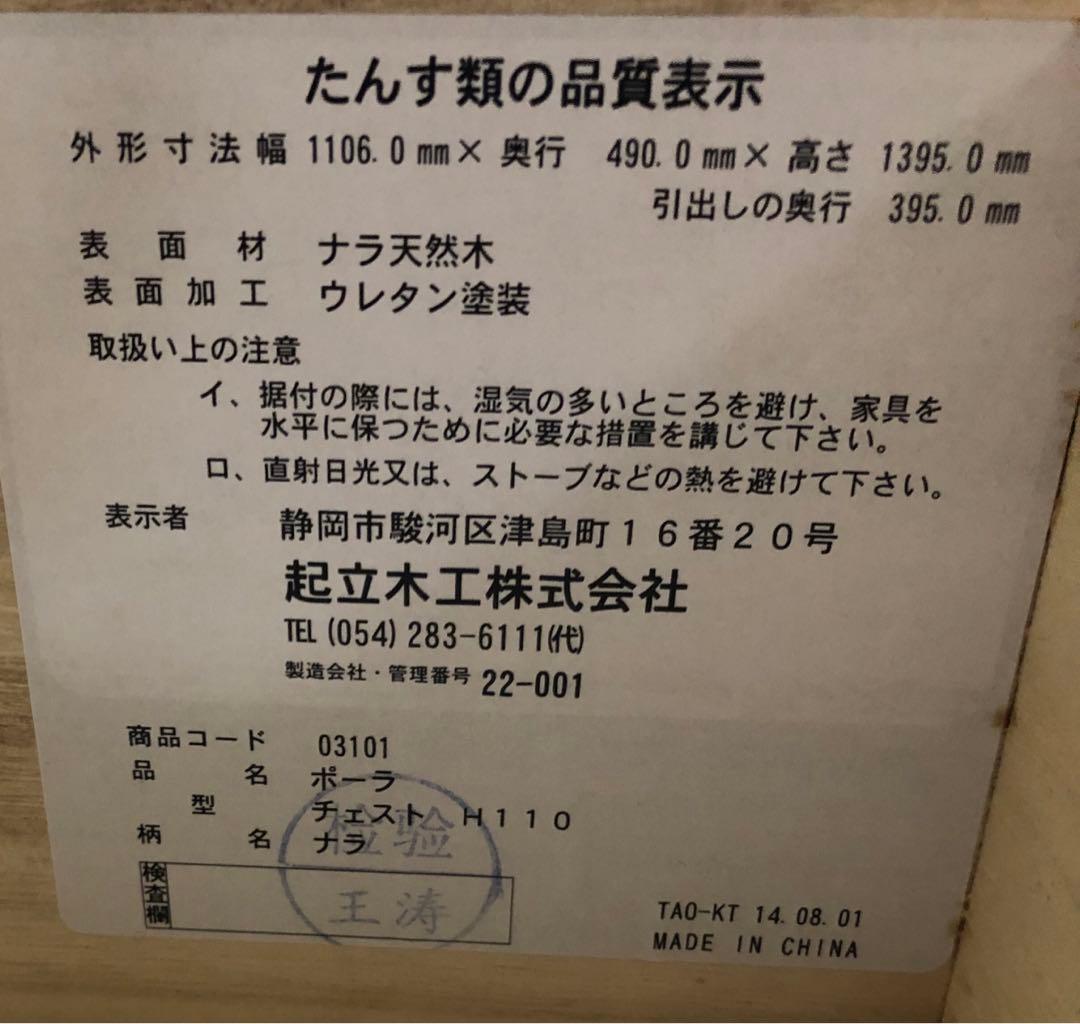 たんす類の品質表示
外形寸法幅 1106.0㎜× 奥行 490.0㎜× 高さ 1395.0㎜
引出しの奥行 395.0㎜
表面材 ナラ天然木
表面加工 ウレタン塗装
取扱い上の注意
イ、据付の際には、湿気の多いところを避け、家具を
水平に保つために必要な措置を講じて下さい。
ロ、直射日光又は、ストーブなどの熱を避けて下さい。
表示者 静岡市駿河区津島町16番20号
起立木工株式会社
TEL (054) 283-6111㈹
製造会社・管理番号 22-001
商品コード 03101
品名 ポーラ
型 チェスト H110
柄名 ナラ
检验
検査欄
王涛
TAO-KT 14.08.01
MADE IN CHINA